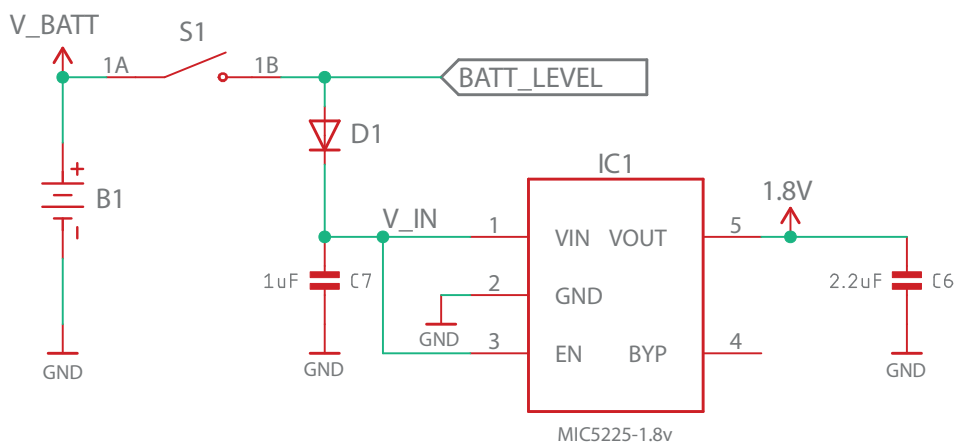 V_BATT
S1
1A
1B
BATT_LEVEL
D1
B1
IC1
1.8V
V_IN
1
VIN
VOUT
5
1uF
C7
2
GND
2.2uF
C6
GND
3
EN
BYP
4
GND
GND
GND
MIC5225-1.8v